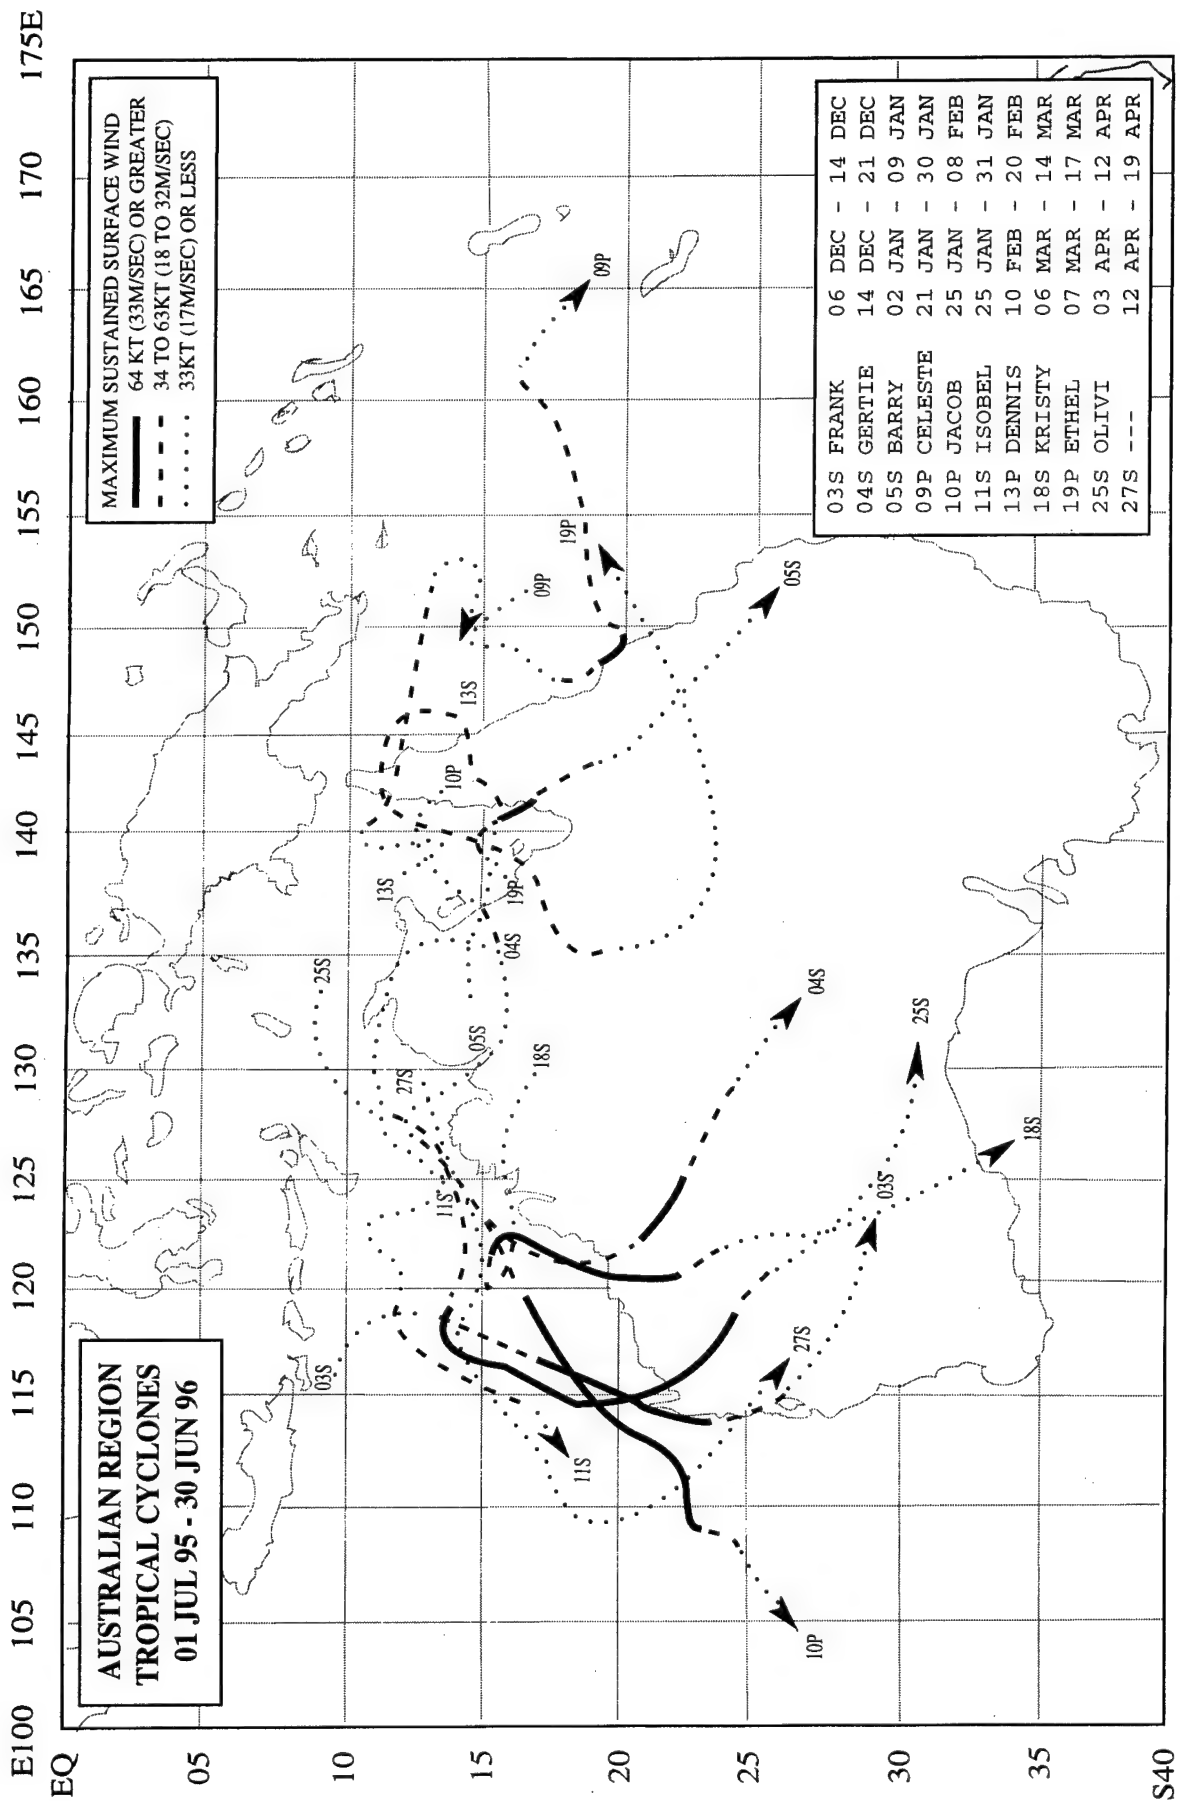 AUSTRALIAN REGION
TROPICAL CYCLONES
01 JUL 95 - 30 JUN 96
MAXIMUM SUSTAINED SURFACE WIND
64 KT (33M/SEC) OR GREATER
34 TO 63KT (18 TO 32M/SEC)
33KT (17M/SEC) OR LESS
E100 105 110 115 120 125 130 135 140 145 150 155 160 165 170 175E
EQ
05
10
15
20
25
30
35
S40
03S
25S
13S
10P
13S
09P
09P
27S
05S
04S
19P
19P
18S
11S
11S
05S
04S
27S
10P
03S
25S
18S
03S FRANK 06 DEC - 14 DEC
04S GERTIE 14 DEC - 21 DEC
05S BARRY 02 JAN - 09 JAN
09P CELESTE 21 JAN - 30 JAN
10P JACOB 25 JAN - 08 FEB
11S ISOBEL 25 JAN - 31 JAN
13P DENNIS 10 FEB - 20 FEB
18S KRISTY 06 MAR - 14 MAR
19P ETHEL 07 MAR - 17 MAR
25S OLIVI 03 APR - 12 APR
27S --- 12 APR - 19 APR